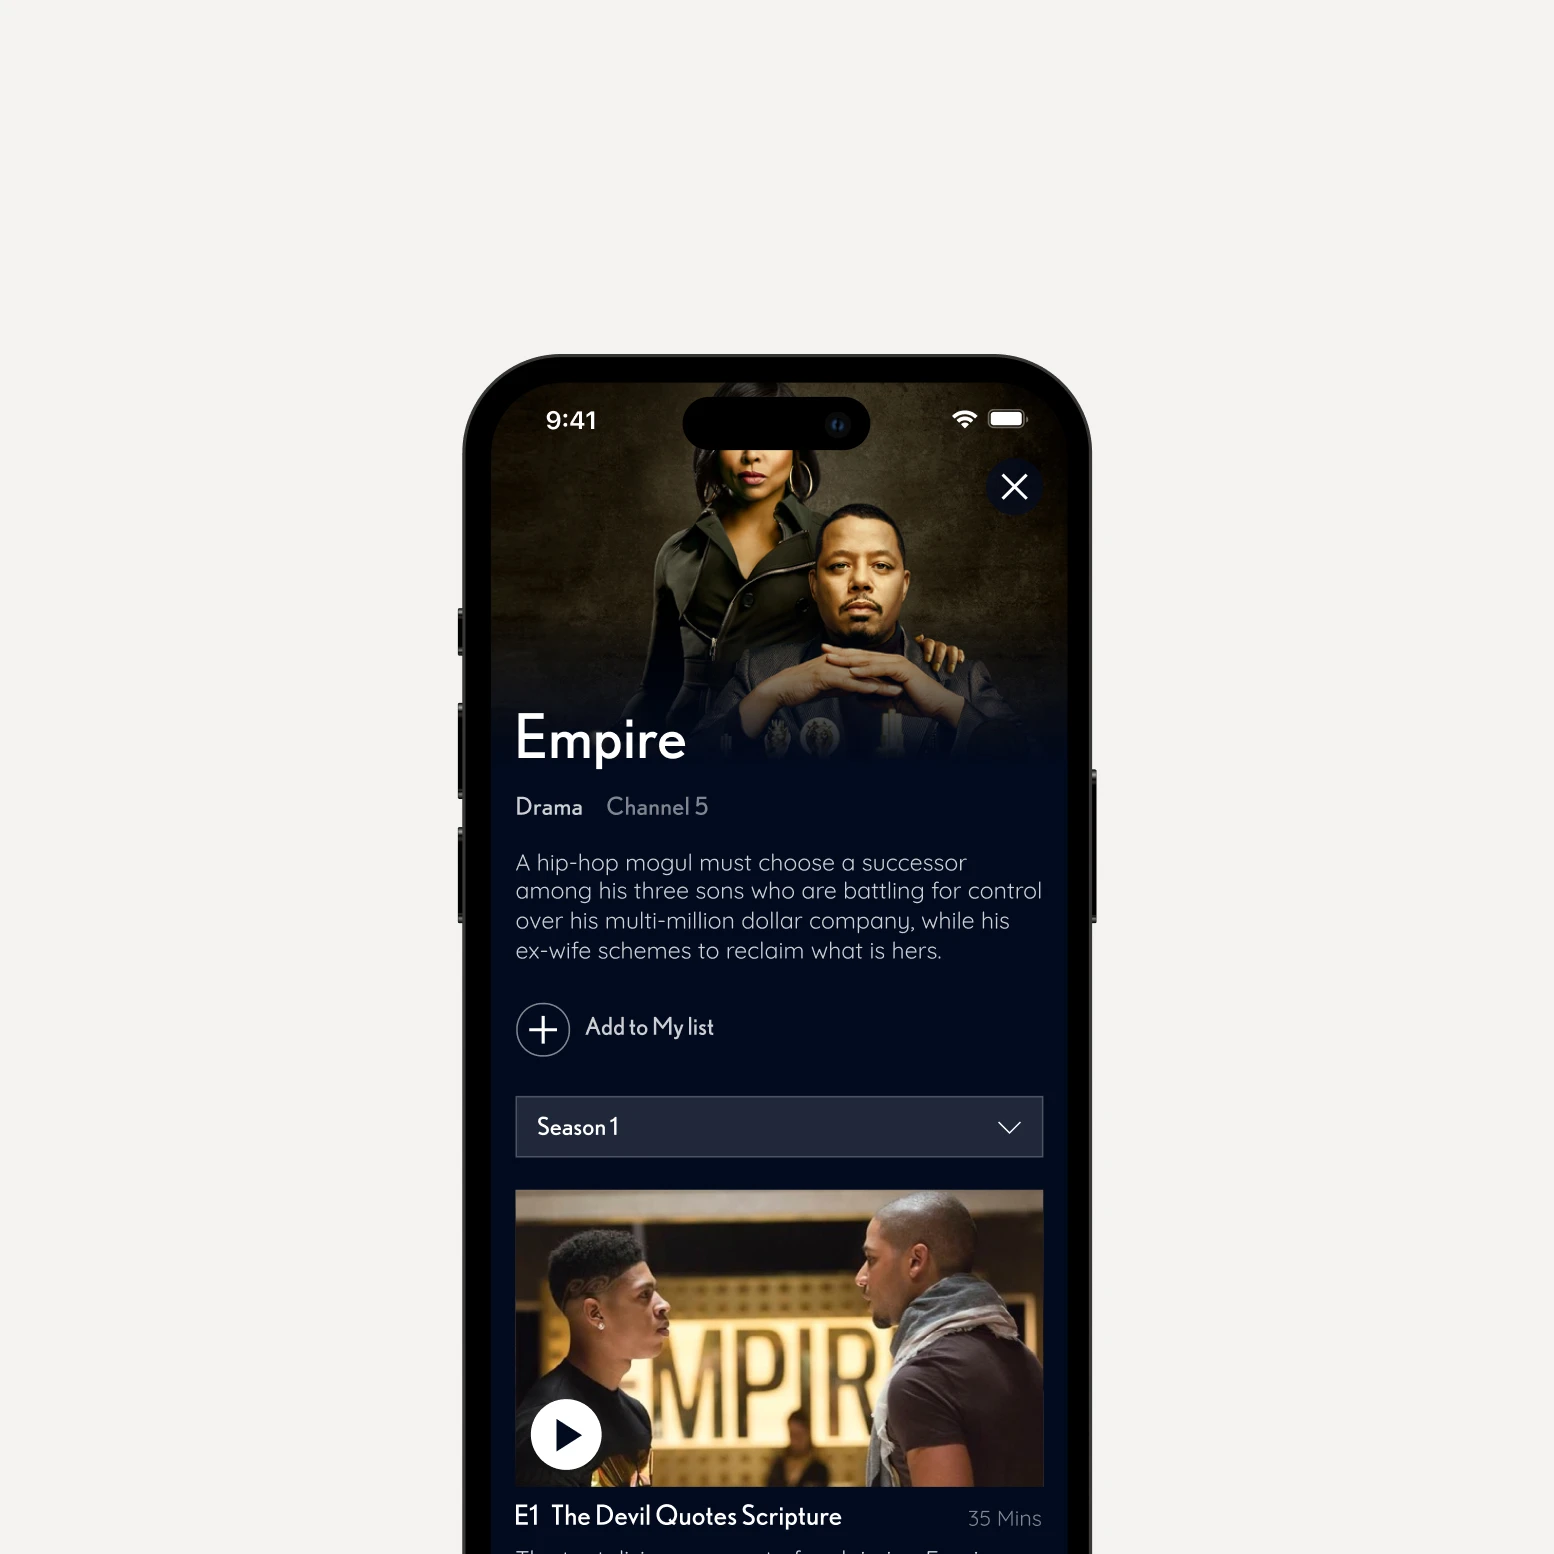 9:41
Empire
Drama Channel 5
A hip-hop mogul must choose a successor
among his three sons who are battling for control
over his multi-million dollar company, while his
ex-wife schemes to reclaim what is hers.
Add to My list
Season 1
EMPIR
E1 The Devil Quotes Scripture
35 Mins